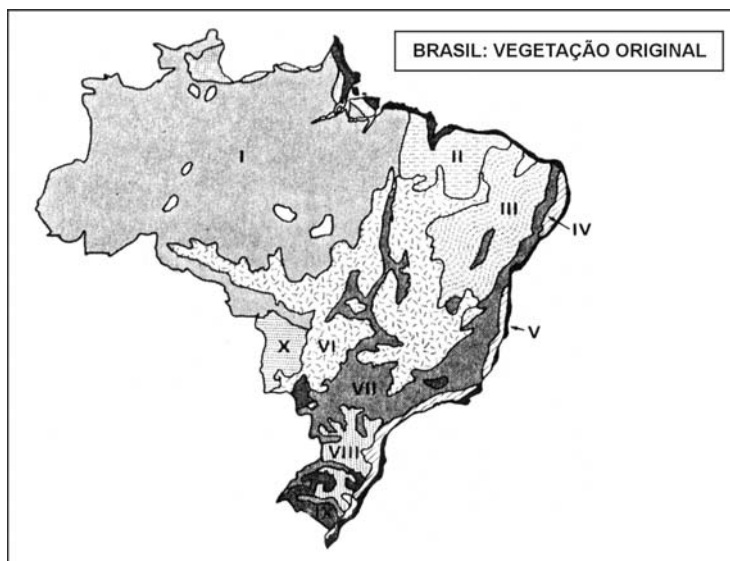 BRASIL: VEGETAÇÃO ORIGINAL
I
II
III
IV
V
X
VI
VII
VIII
IX